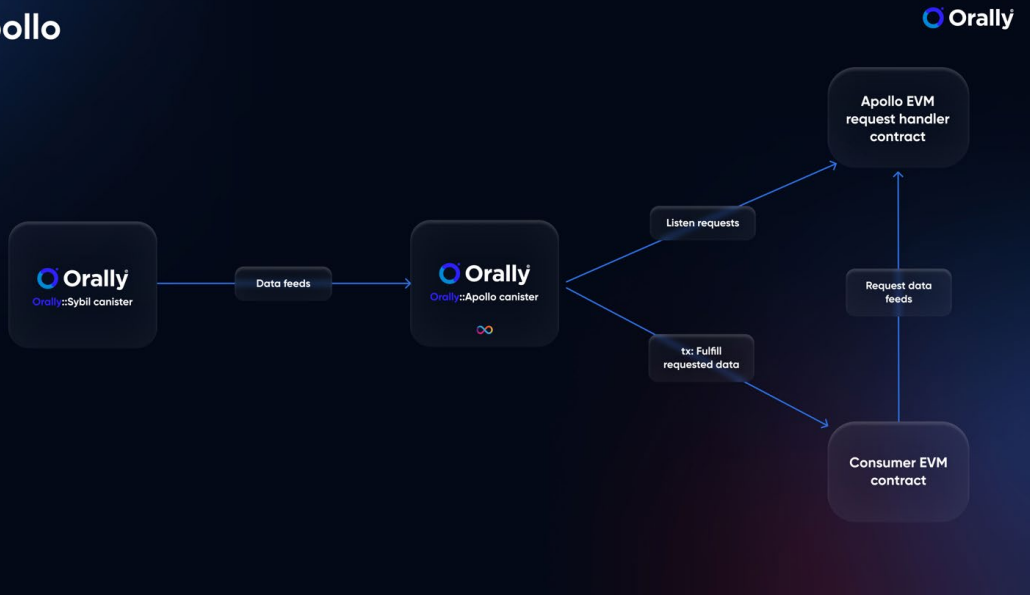 ollo
Orally
Apollo EVM
request handler
contract
Listen requests
Orally
Orally::Sybil canister
Data feeds
Orally
Orally::Apollo canister
Request data
feeds
tx: Fulfill
requested data
Consumer EVM
contract